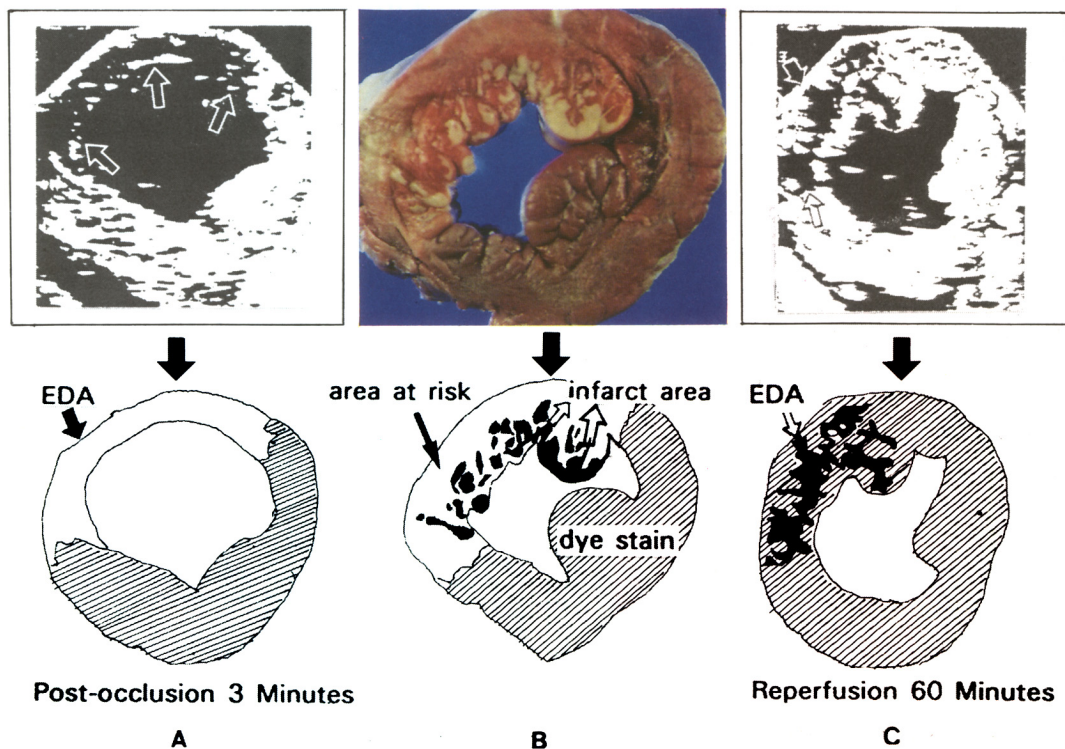 EDA
area at risk
infarct area
EDA
dye stain
Post-occlusion 3 Minutes
Reperfusion 60 Minutes
A
B
C